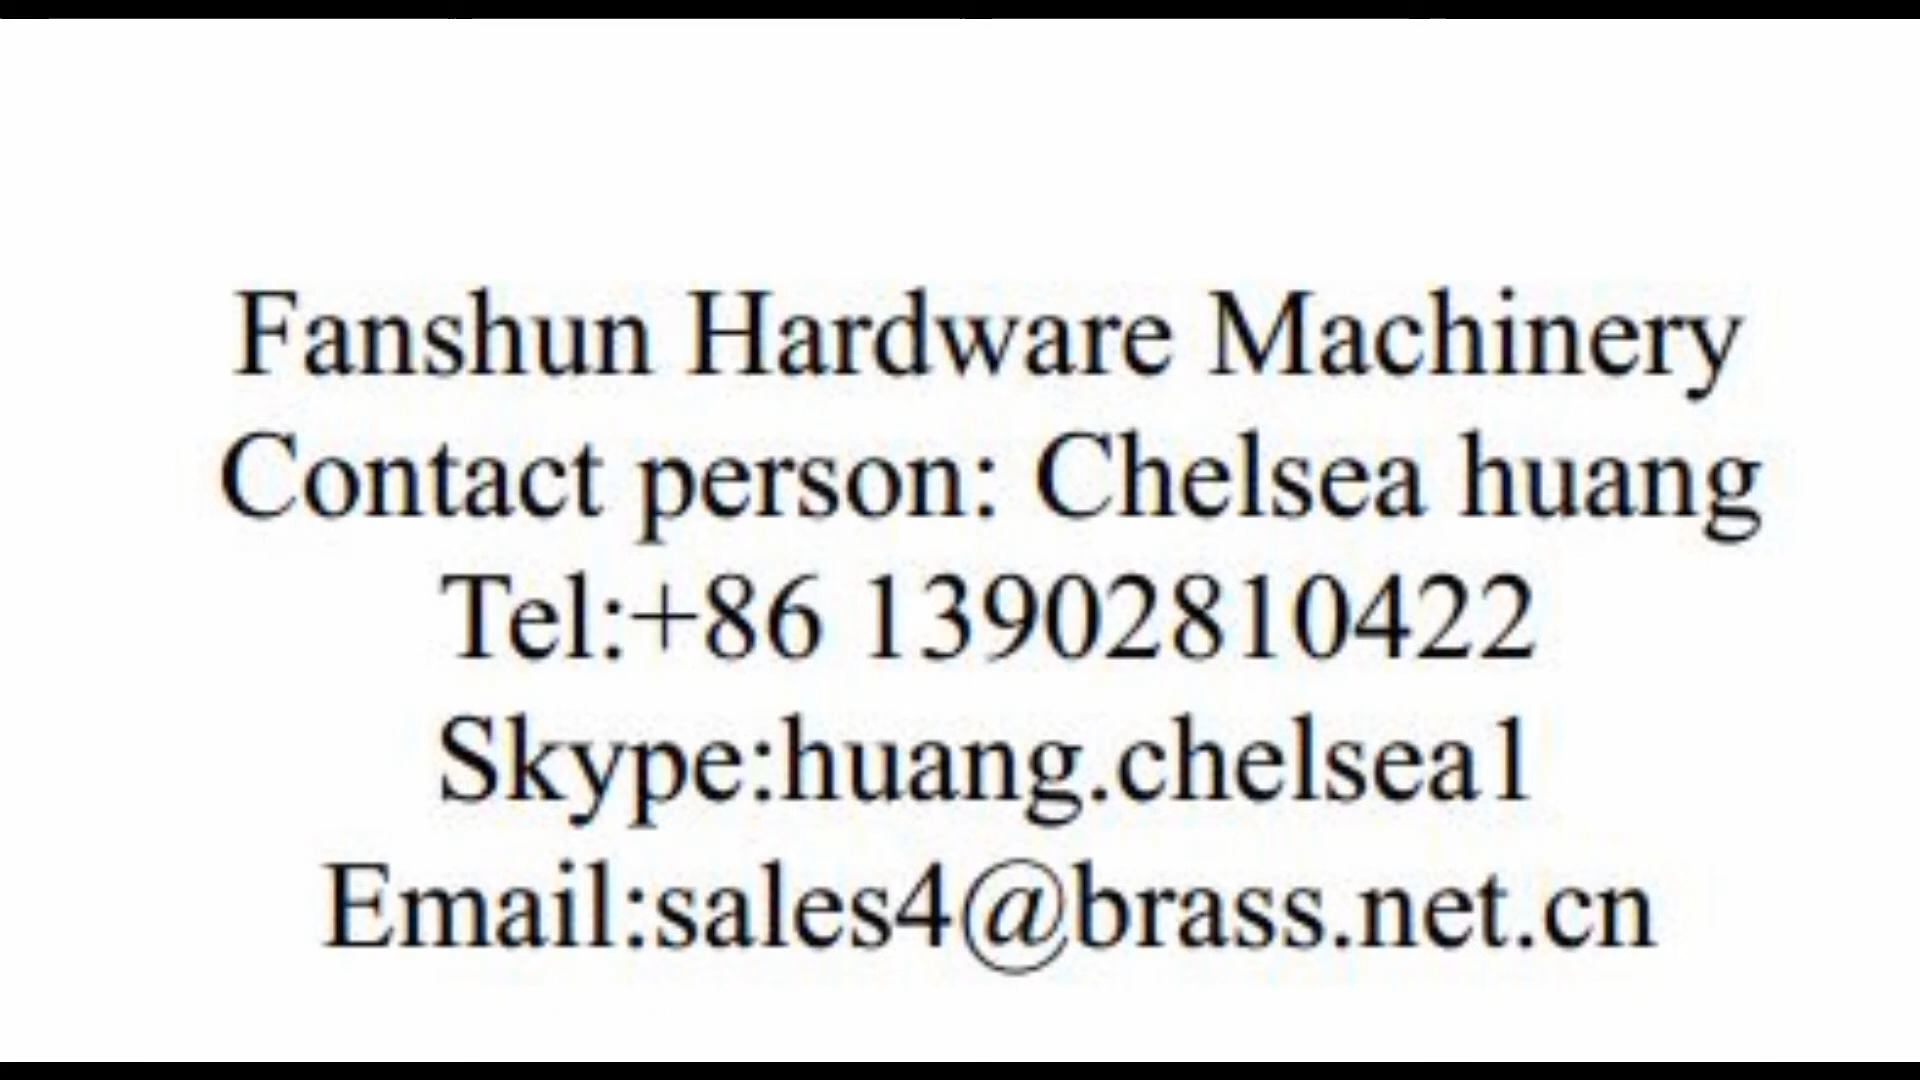 Fanshun Hardware Machinery
Contact person: Chelsea huang
Tel:+86 13902810422
Skype:huang.chelsea1
Email:sales4@brass.net.cn